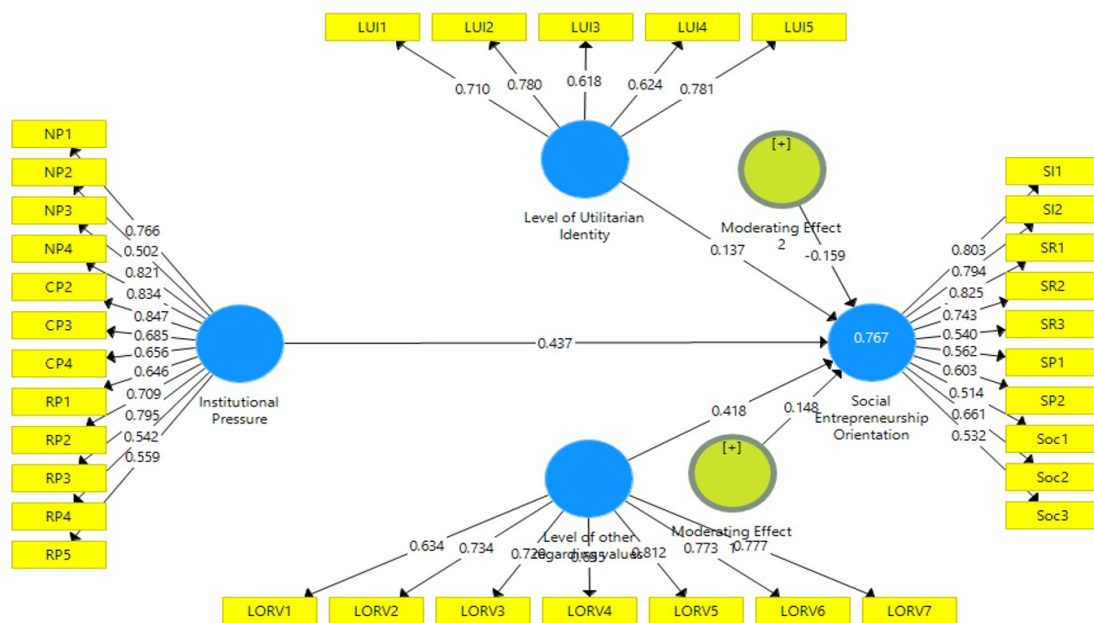 LUI1 LUI2 LUI3 LUI4 LUI5
0.710 0.780 0.618 0.624 0.781
Level of Utilitarian
Identity
0.137
[+]
Moderating Effect
2
-0.159
NP1
NP2
NP3
NP4
CP2
CP3
CP4
RP1
RP2
RP3
RP4
RP5
0.766
0.502
0.821
0.834
0.847
0.685
0.656
0.646
0.709
0.795
0.542
0.559
Institutional
Pressure
0.437
0.767
Social
Entrepreneurship
Orientation
0.803
0.794
0.825
0.743
0.540
0.562
0.603
0.514
0.661
0.532
SI1
SI2
SR1
SR2
SR3
SP1
SP2
Soc1
Soc2
Soc3
0.418
0.148
[+]
Moderating Effect
1
Level of other
regarding values
0.634 0.734 0.812 0.773 0.777
LORV1 LORV2 LORV3 LORV4 LORV5 LORV6 LORV7